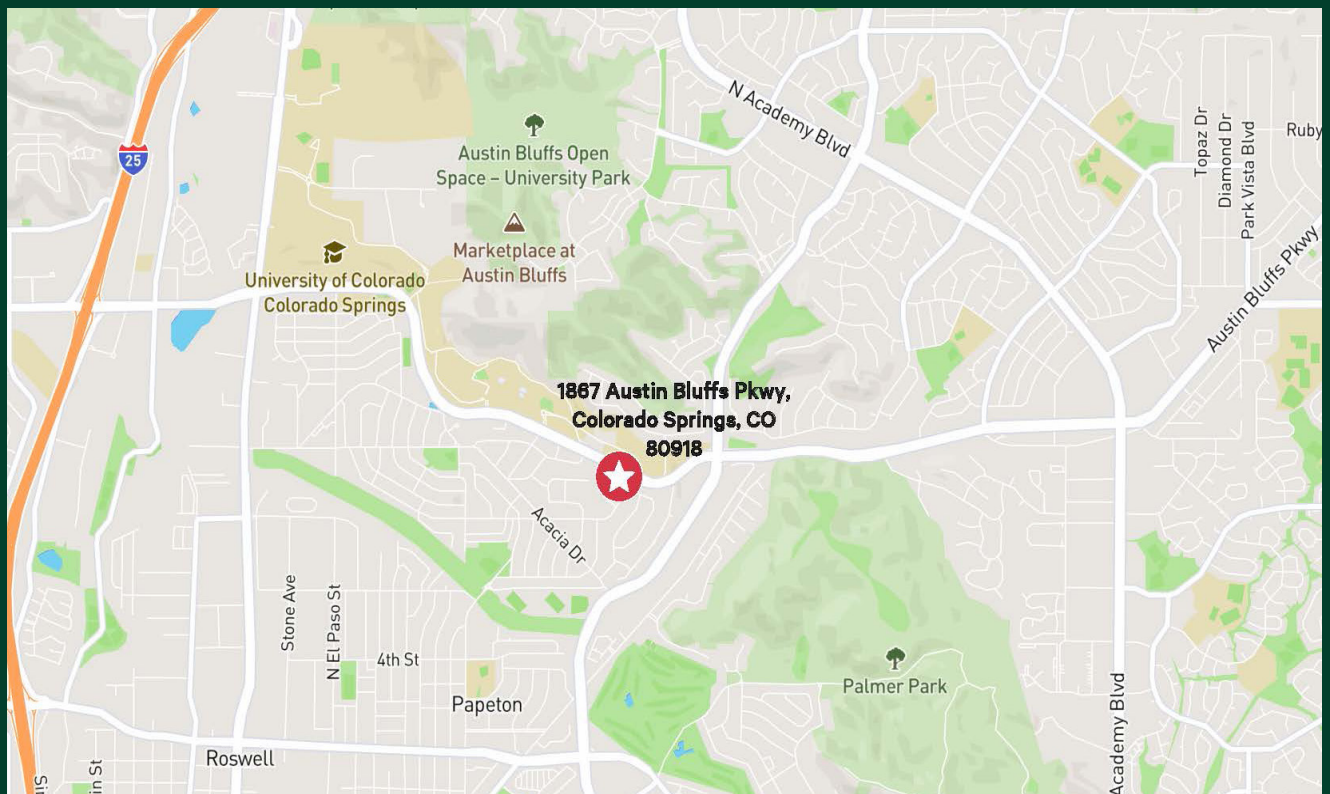 N Academy Blvd
25
Austin Bluffs Open
Space – University Park
Topaz Dr
Diamond Dr
Park Vista Blvd
Ruby
Marketplace at
Austin Bluffs
University of Colorado
Colorado Springs
Austin Bluffs Pkwy
1867 Austin Bluffs Pkwy,
Colorado Springs, CO
80918
Acacia Dr
Stone Ave
N El Paso St
4th St
Papeton
Palmer Park
Academy Blvd
Roswell
in St